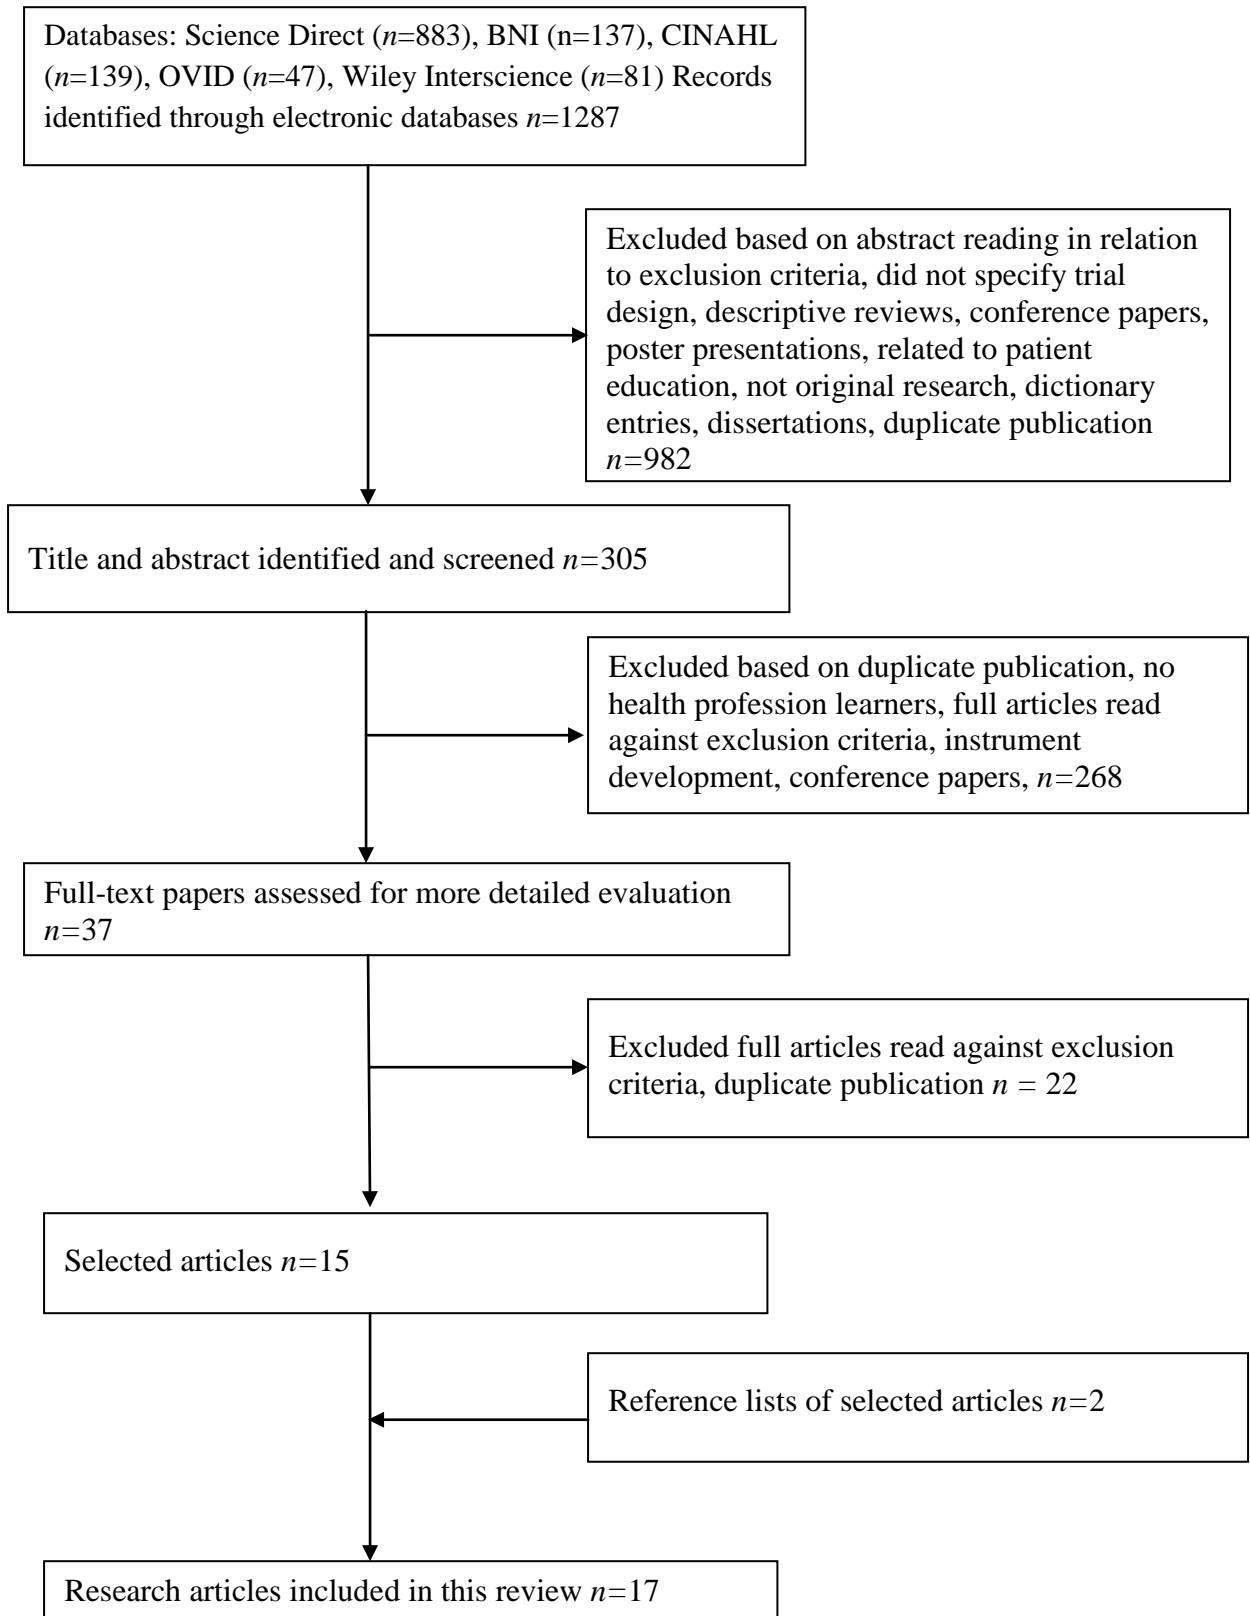 Databases: Science Direct (n=883), BNI (n=137), CINAHL
(n=139), OVID (n=47), Wiley Interscience (n=81) Records
identified through electronic databases n=1287
Excluded based on abstract reading in relation
to exclusion criteria, did not specify trial
design, descriptive reviews, conference papers,
poster presentations, related to patient
education, not original research, dictionary
entries, dissertations, duplicate publication
n=982
Title and abstract identified and screened n=305
Excluded based on duplicate publication, no
health profession learners, full articles read
against exclusion criteria, instrument
development, conference papers, n=268
Full-text papers assessed for more detailed evaluation
n=37
Excluded full articles read against exclusion
criteria, duplicate publication n = 22
Selected articles n=15
Reference lists of selected articles n=2
Research articles included in this review n=17